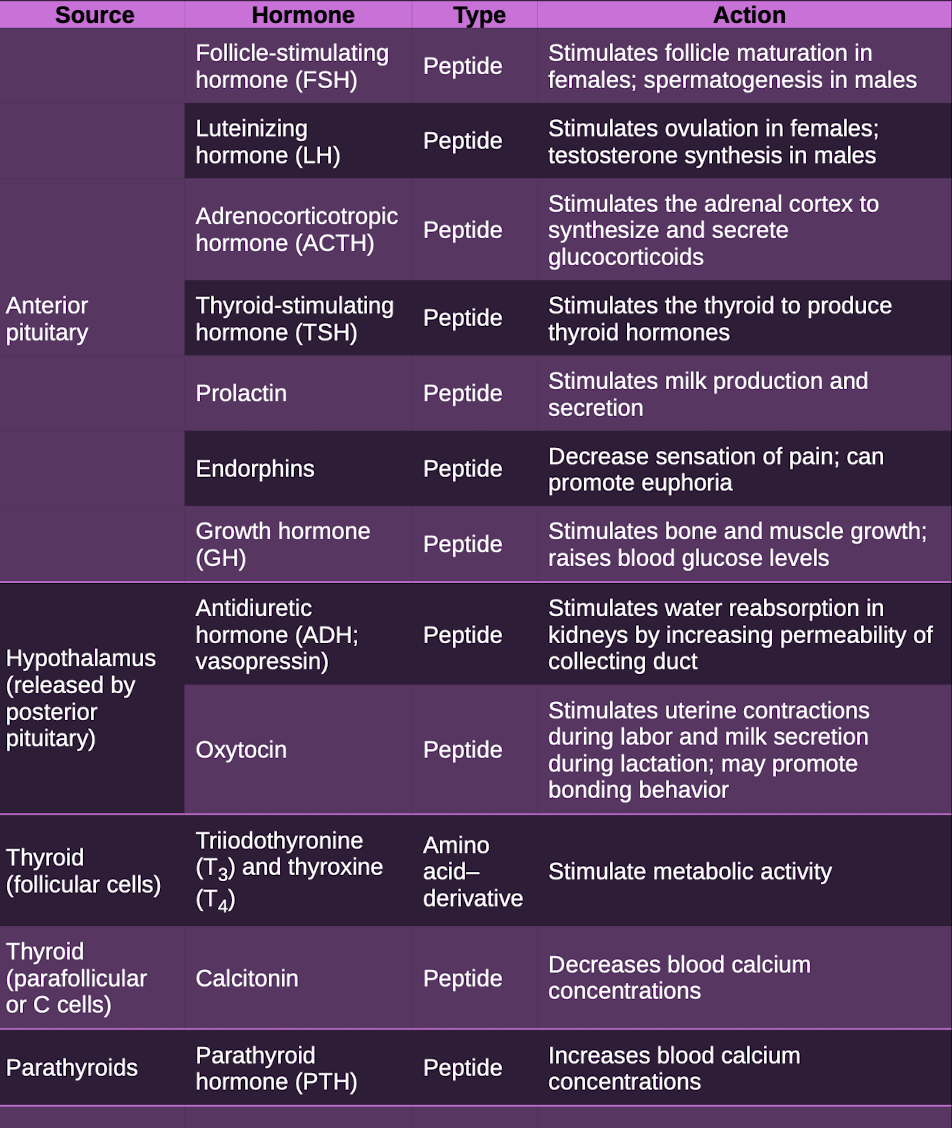 Source Hormone Type Action
Follicle-stimulating
hormone (FSH)
Peptide
Stimulates follicle maturation in
females; spermatogenesis in males
Luteinizing
hormone (LH)
Peptide
Stimulates ovulation in females;
testosterone synthesis in males
Adrenocorticotropic
hormone (ACTH)
Peptide
Stimulates the adrenal cortex to
synthesize and secrete
glucocorticoids
Anterior
pituitary
Thyroid-stimulating
hormone (TSH)
Peptide
Stimulates the thyroid to produce
thyroid hormones
Prolactin
Peptide
Stimulates milk production and
secretion
Endorphins
Peptide
Decrease sensation of pain; can
promote euphoria
Growth hormone
(GH)
Peptide
Stimulates bone and muscle growth;
raises blood glucose levels
Hypothalamus
(released by
posterior
pituitary)
Antidiuretic
hormone (ADH;
vasopressin)
Peptide
Stimulates water reabsorption in
kidneys by increasing permeability of
collecting duct
Oxytocin
Peptide
Stimulates uterine contractions
during labor and milk secretion
during lactation; may promote
bonding behavior
Thyroid
(follicular cells)
Triiodothyronine
(T₃) and thyroxine
(T₄)
Amino
acid–
derivative
Stimulate metabolic activity
Thyroid
(parafollicular
or C cells)
Calcitonin
Peptide
Decreases blood calcium
concentrations
Parathyroids
Parathyroid
hormone (PTH)
Peptide
Increases blood calcium
concentrations